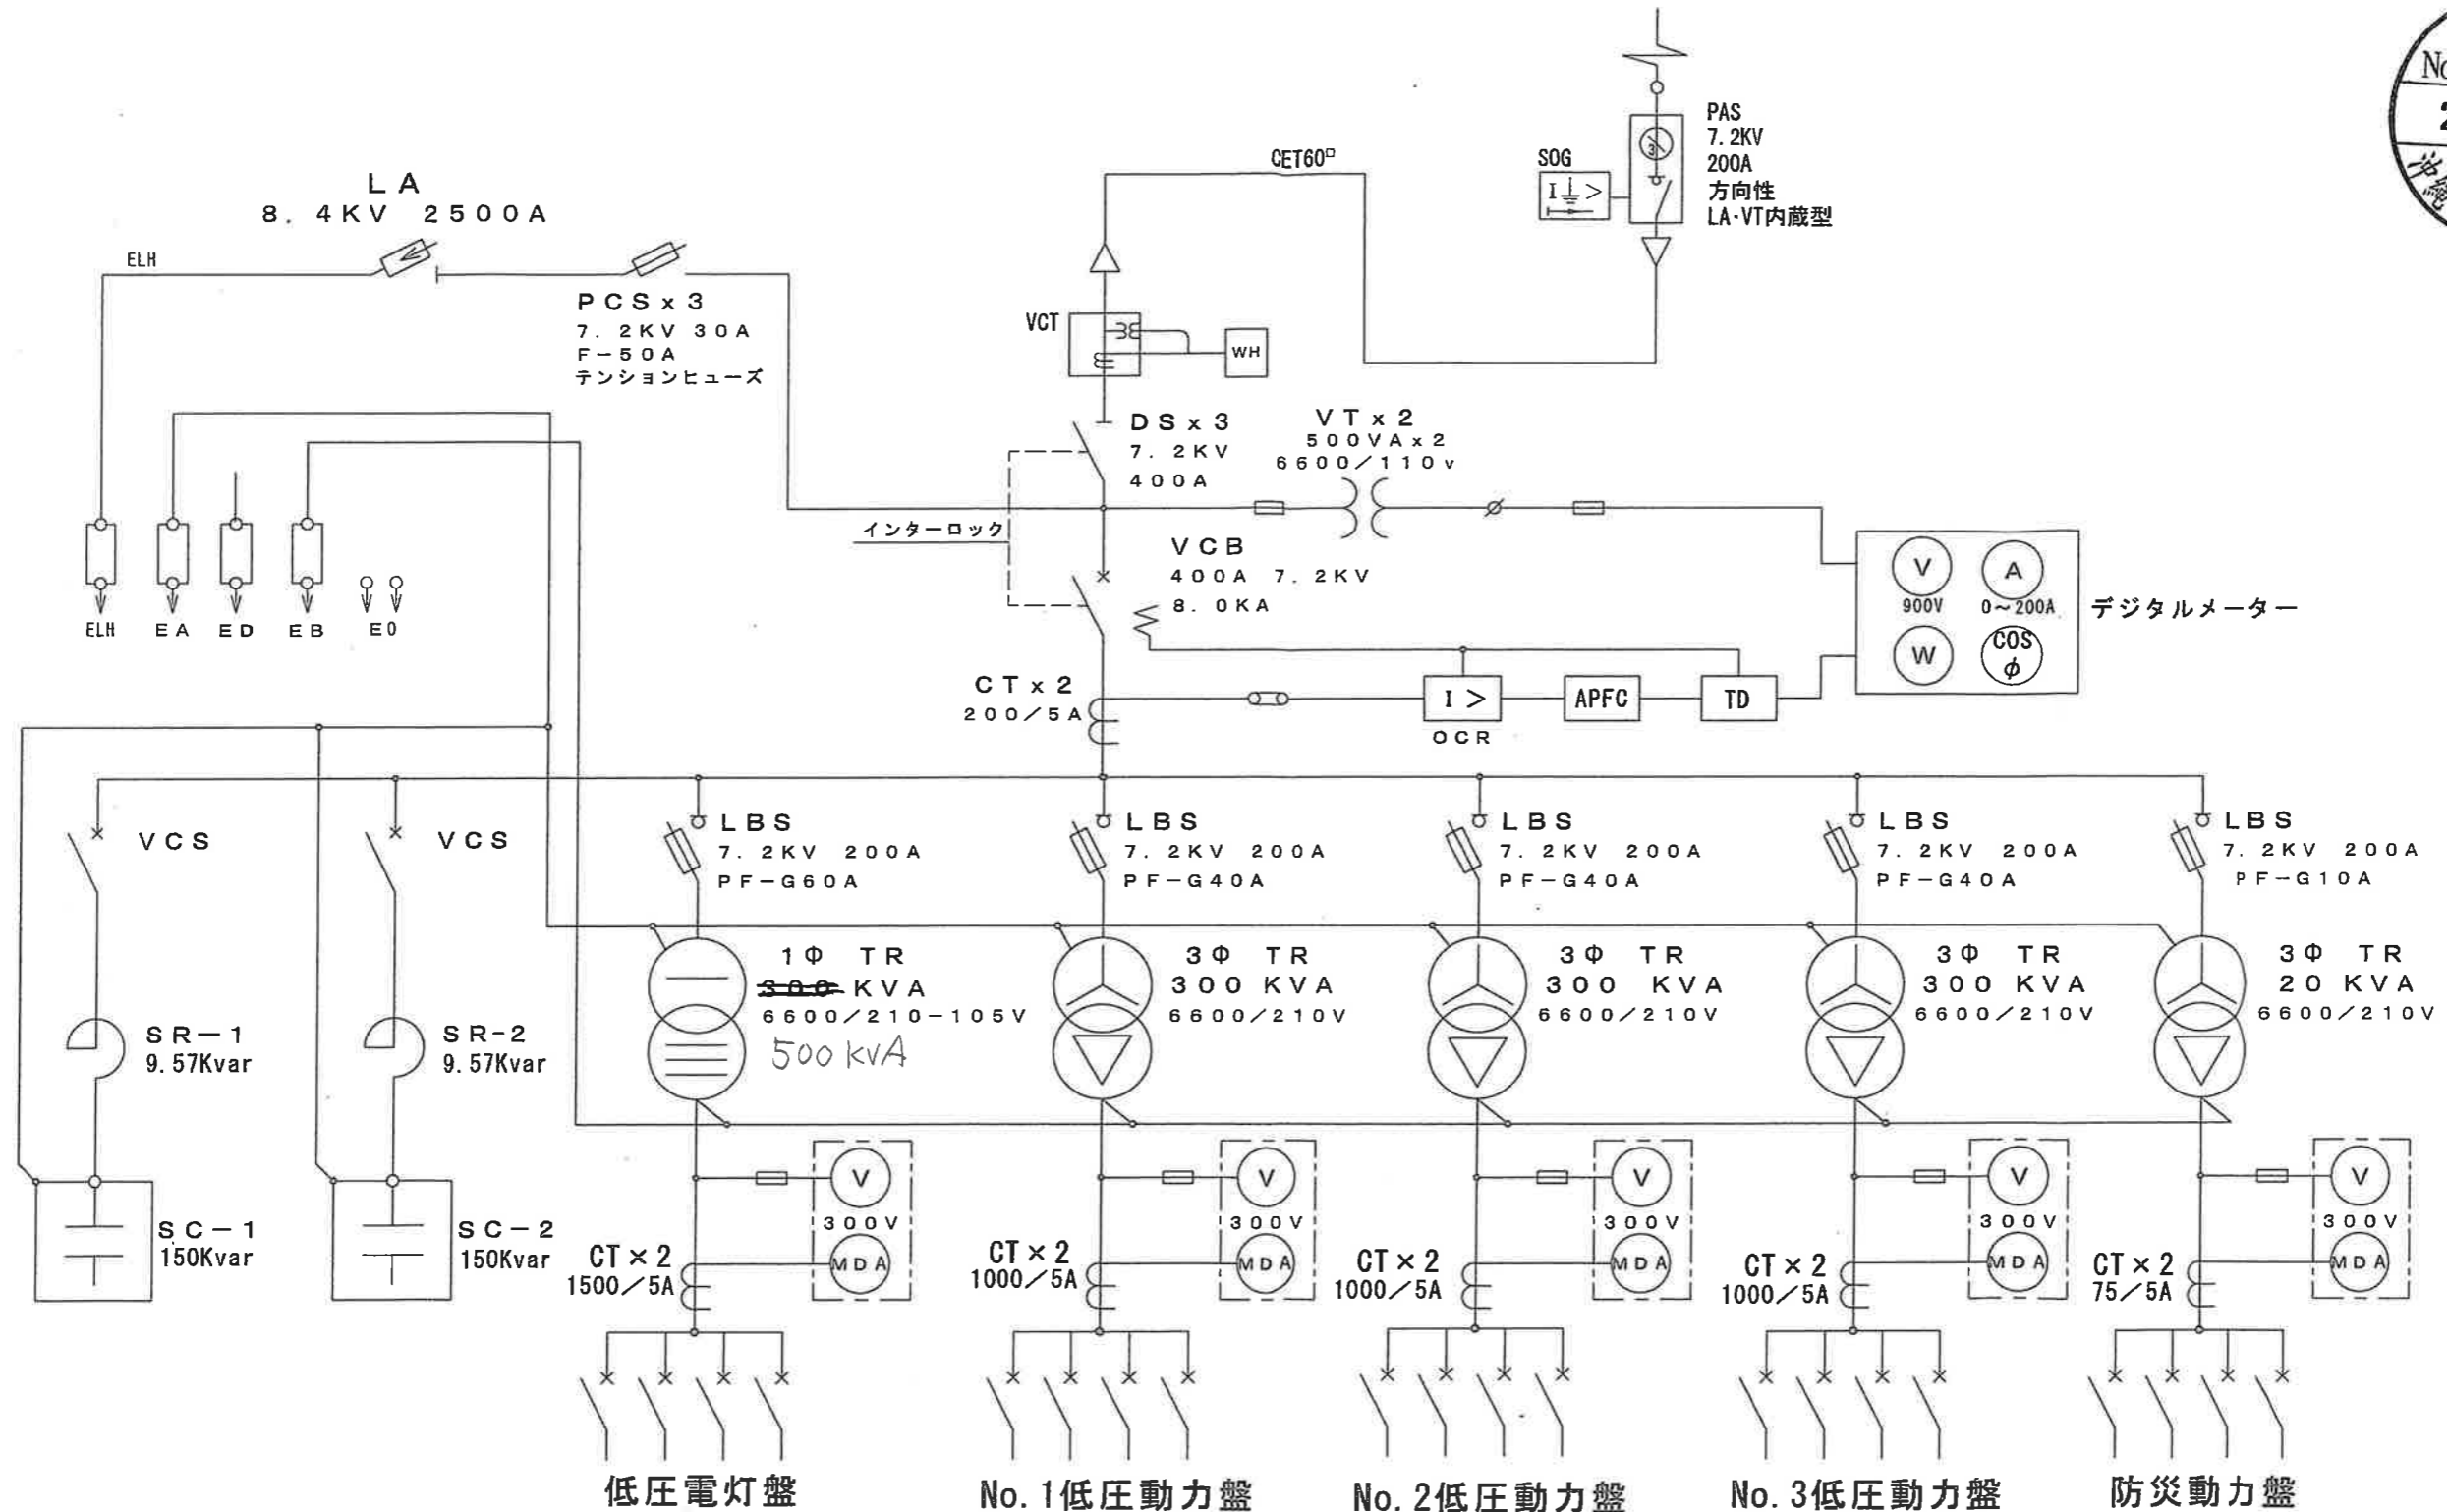 PAS
7.2KV
200A
方向性
LA・VT内蔵型
SOG
I >
3
CET60□
No
2
沖縄
LA
8.4KV 2500A
ELH
PCSx3
7.2KV 30A
F-50A
テンションヒューズ
VCT
WH
DSx3
7.2KV
400A
VTx2
500VAx2
6600/110v
インターロック
VCB
400A 7.2KV
8.0KA
V
900V
A
0~200A
W
COS
φ
デジタルメーター
ELH
EA
ED
EB
E0
CTx2
200/5A
I >
OCR
APFC
TD
VCS
VCS
LBS
7.2KV 200A
PF-G60A
LBS
7.2KV 200A
PF-G40A
LBS
7.2KV 200A
PF-G40A
LBS
7.2KV 200A
PF-G40A
LBS
7.2KV 200A
PF-G10A
1Φ TR
300 KVA
6600/210-105V
500 kVA
3Φ TR
300 KVA
6600/210V
3Φ TR
300 KVA
6600/210V
3Φ TR
300 KVA
6600/210V
3Φ TR
20 KVA
6600/210V
SR-1
9.57Kvar
SR-2
9.57Kvar
SC-1
150Kvar
SC-2
150Kvar
V
300V
MDA
CT×2
1500/5A
V
300V
MDA
CT×2
1000/5A
V
300V
MDA
CT×2
1000/5A
V
300V
MDA
CT×2
1000/5A
V
300V
MDA
CT×2
75/5A
低圧電灯盤
No.1低圧動力盤
No.2低圧動力盤
No.3低圧動力盤
防災動力盤